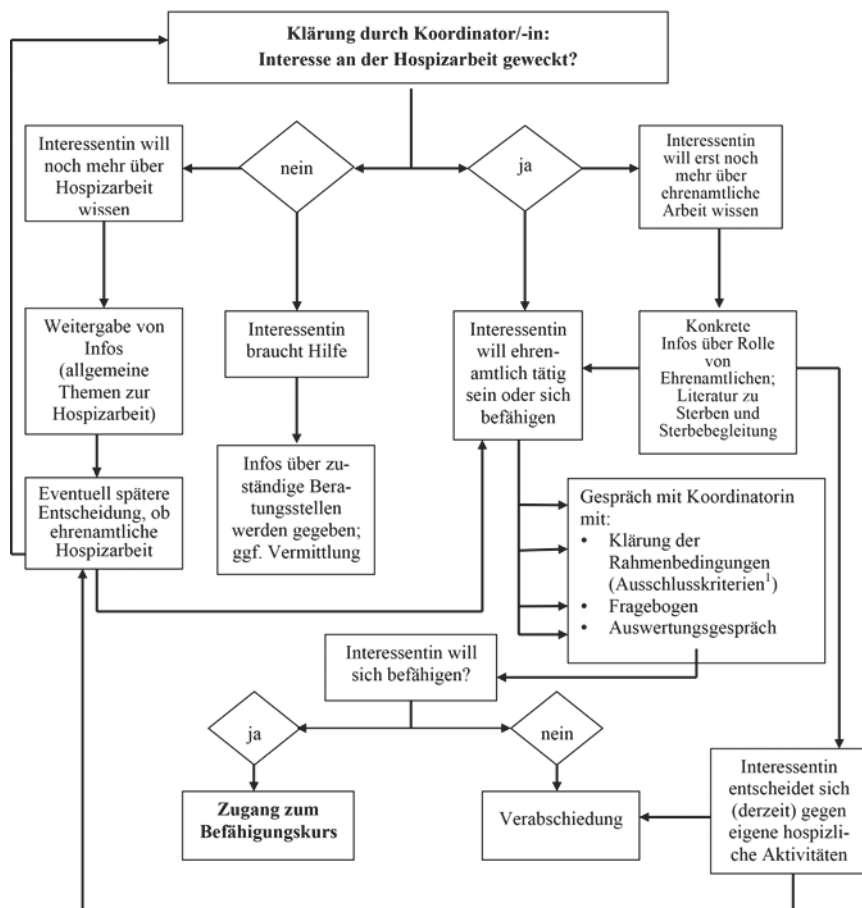 Klärung durch Koordinator/-in:
Interesse an der Hospizarbeit geweckt?
Interessentin will
noch mehr über
Hospizarbeit
wissen
nein
ja
Interessentin
will erst noch
mehr über
ehrenamtliche
Arbeit wissen
Weitergabe von
Infos
(allgemeine
Themen zur
Hospizarbeit)
Interessentin
braucht Hilfe
Interessentin
will ehren-
amtlich tätig
sein oder sich
befähigen
Konkrete
Infos über Rolle
von
Ehrenamtlichen;
Literatur zu
Sterben und
Sterbebegleitung
Eventuell spätere
Entscheidung, ob
ehrenamtliche
Hospizarbeit
Infos über zu-
ständige Bera-
tungsstellen
werden gegeben;
ggf. Vermittlung
Gespräch mit Koordinatorin
mit:
• Klärung der
Rahmenbedingungen
(Ausschlusskriterien¹)
• Fragebogen
• Auswertungsgespräch
Interessentin will
sich befähigen?
ja
nein
Zugang zum
Befähigungskurs
Verabschiedung
Interessentin
entscheidet sich
(derzeit) gegen
eigene hospizli-
che Aktivitäten